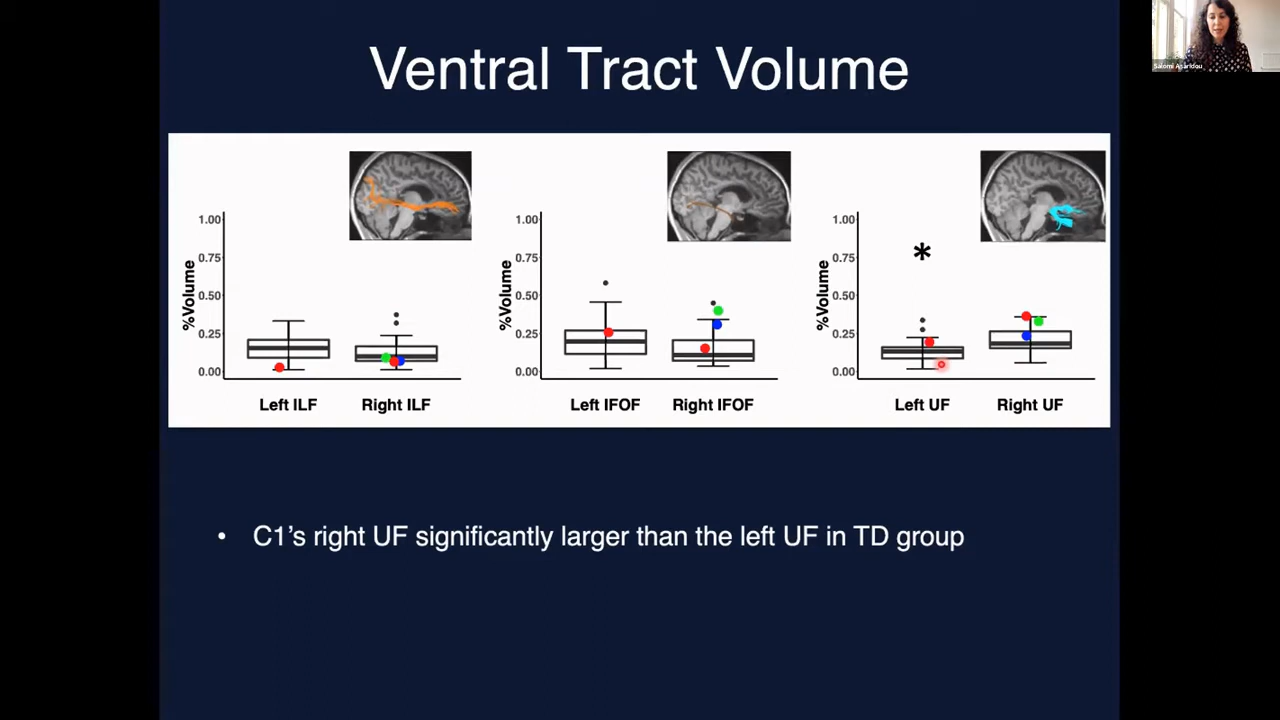 Ventral Tract Volume
Salomi Asaridou
%Volume
1.00
0.75
0.50
0.25
0.00
Left ILF
Right ILF
%Volume
1.00
0.75
0.50
0.25
0.00
Left IFOF
Right IFOF
%Volume
1.00
0.75
0.50
0.25
0.00
*
Left UF
Right UF
• C1’s right UF significantly larger than the left UF in TD group